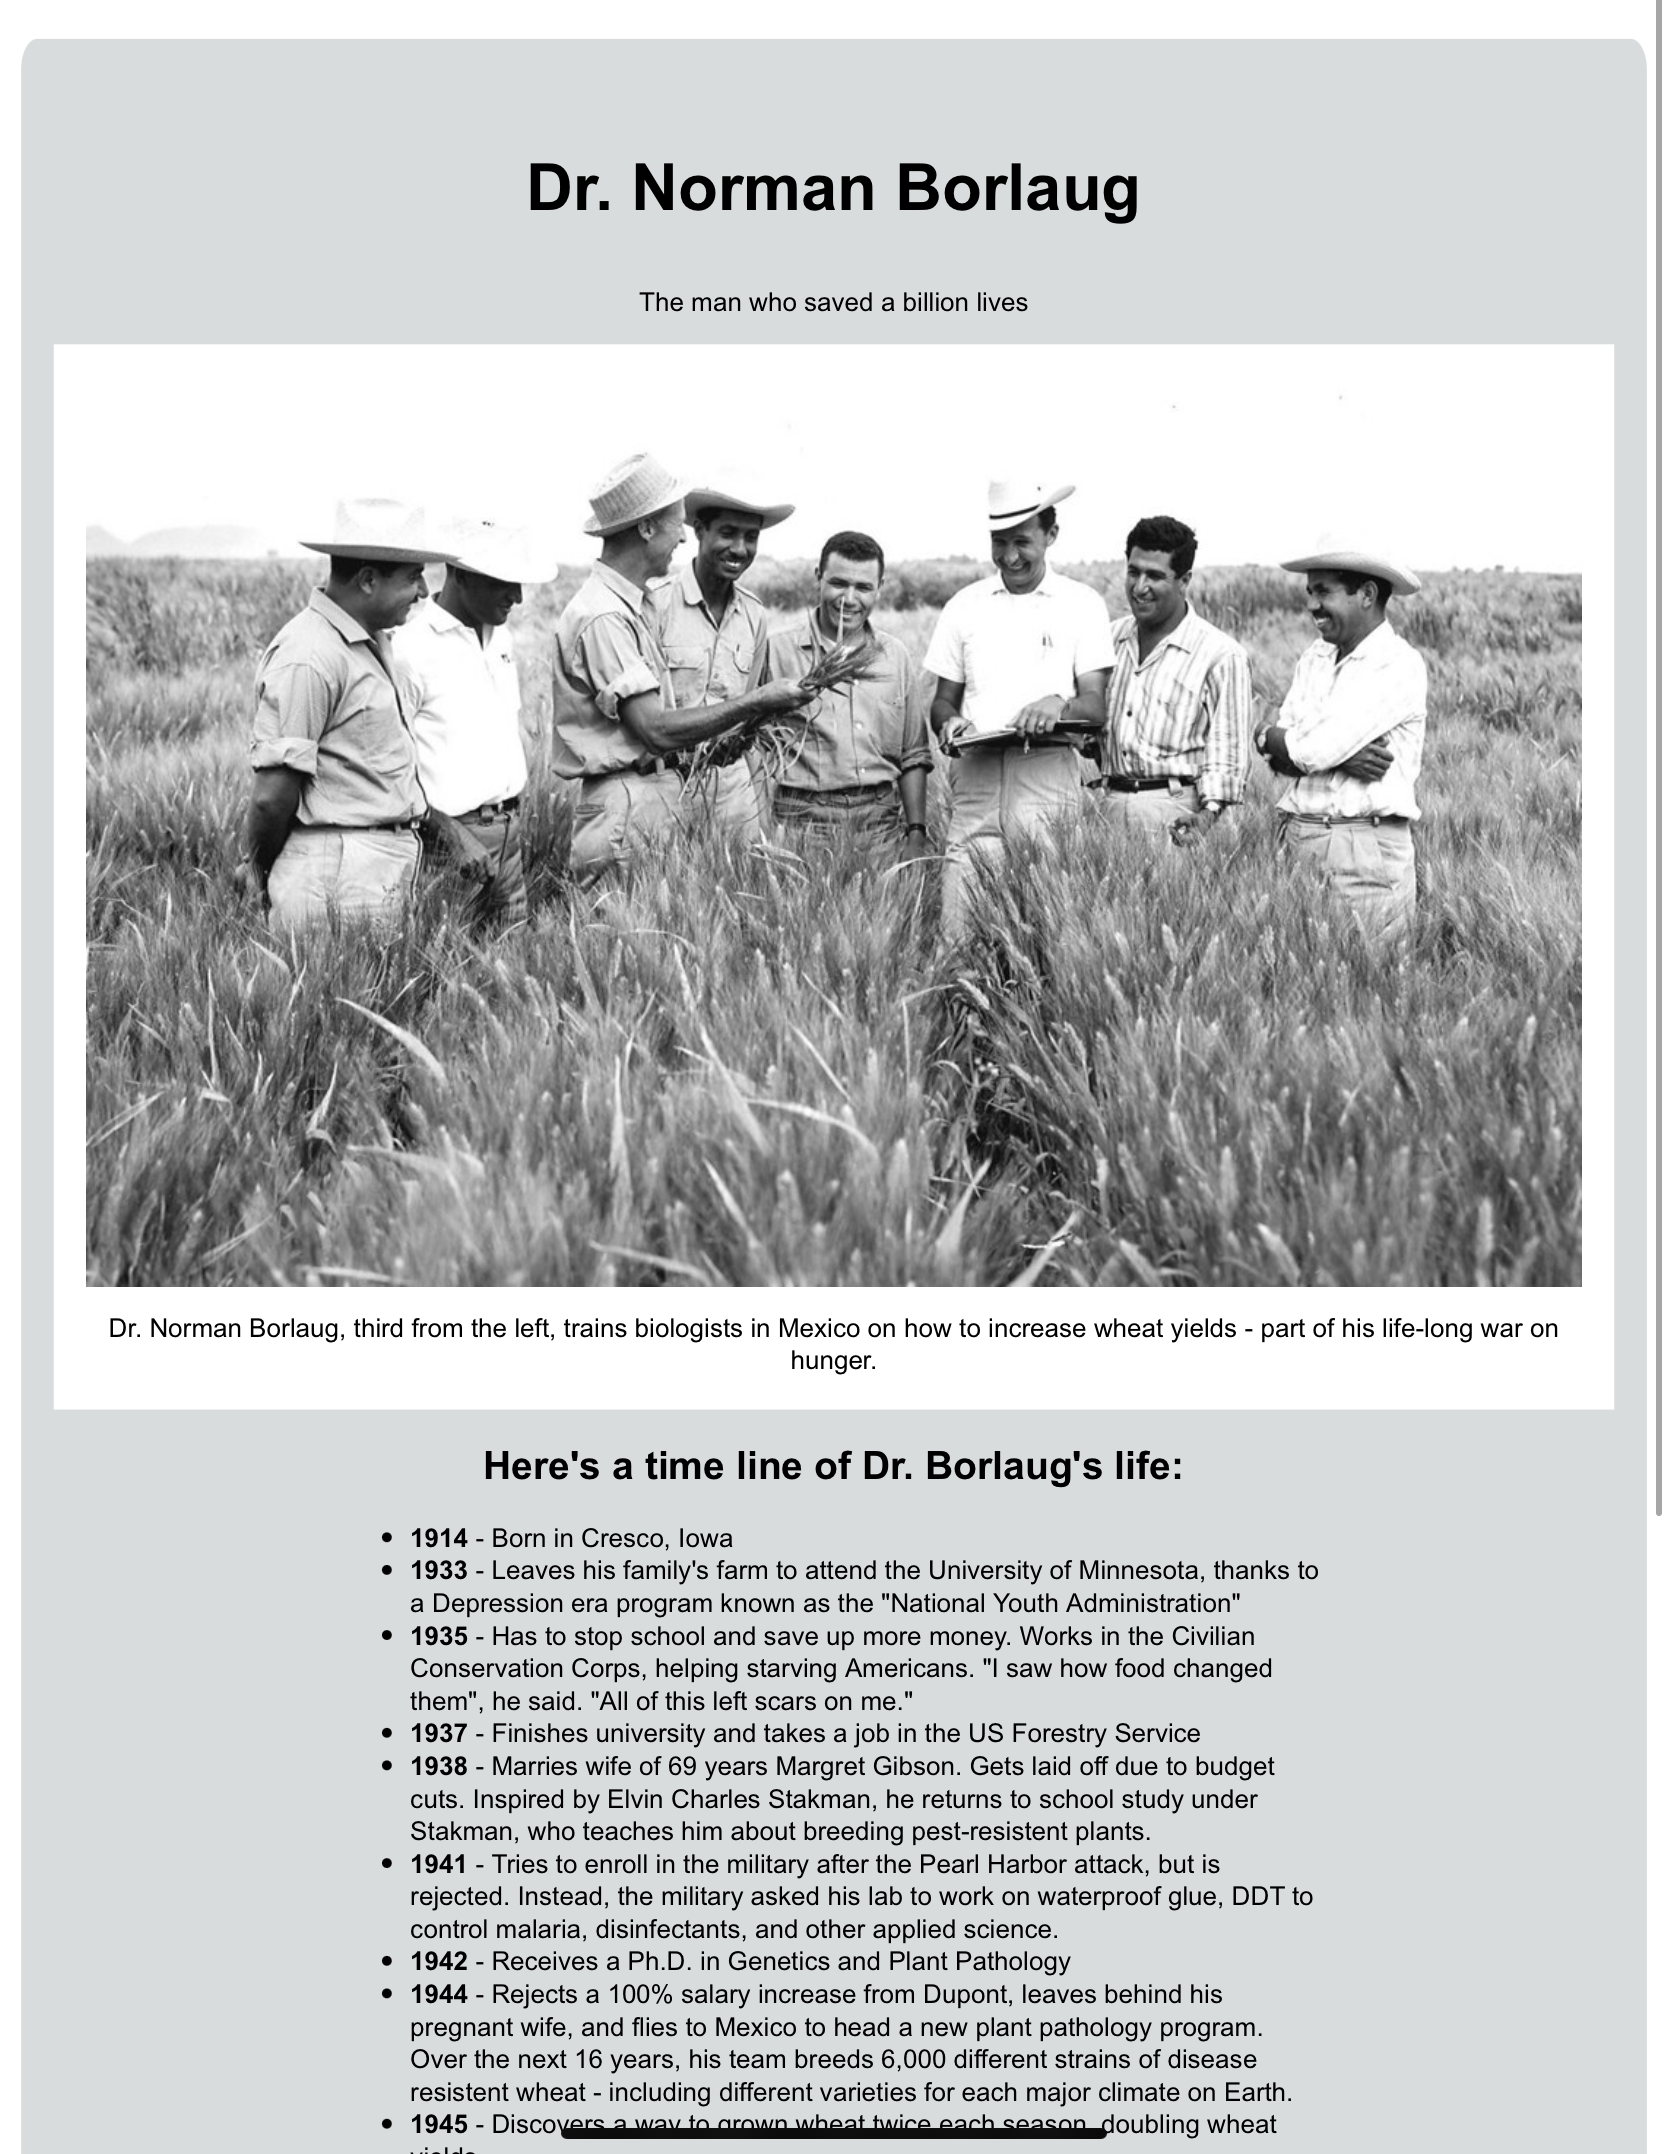 Dr. Norman Borlaug
The man who saved a billion lives
Dr. Norman Borlaug, third from the left, trains biologists in Mexico on how to increase wheat yields - part of his life-long war on
hunger.
Here's a time line of Dr. Borlaug's life:
• 1914 - Born in Cresco, Iowa
• 1933 - Leaves his family's farm to attend the University of Minnesota, thanks to
a Depression era program known as the "National Youth Administration"
• 1935 - Has to stop school and save up more money. Works in the Civilian
Conservation Corps, helping starving Americans. "I saw how food changed
them", he said. "All of this left scars on me."
• 1937 - Finishes university and takes a job in the US Forestry Service
• 1938 - Marries wife of 69 years Margret Gibson. Gets laid off due to budget
cuts. Inspired by Elvin Charles Stakman, he returns to school study under
Stakman, who teaches him about breeding pest-resistent plants.
• 1941 - Tries to enroll in the military after the Pearl Harbor attack, but is
rejected. Instead, the military asked his lab to work on waterproof glue, DDT to
control malaria, disinfectants, and other applied science.
• 1942 - Receives a Ph.D. in Genetics and Plant Pathology
• 1944 - Rejects a 100% salary increase from Dupont, leaves behind his
pregnant wife, and flies to Mexico to head a new plant pathology program.
Over the next 16 years, his team breeds 6,000 different strains of disease
resistent wheat - including different varieties for each major climate on Earth.
• 1945 - Discovers a way to grown wheat twice each season, doubling wheat